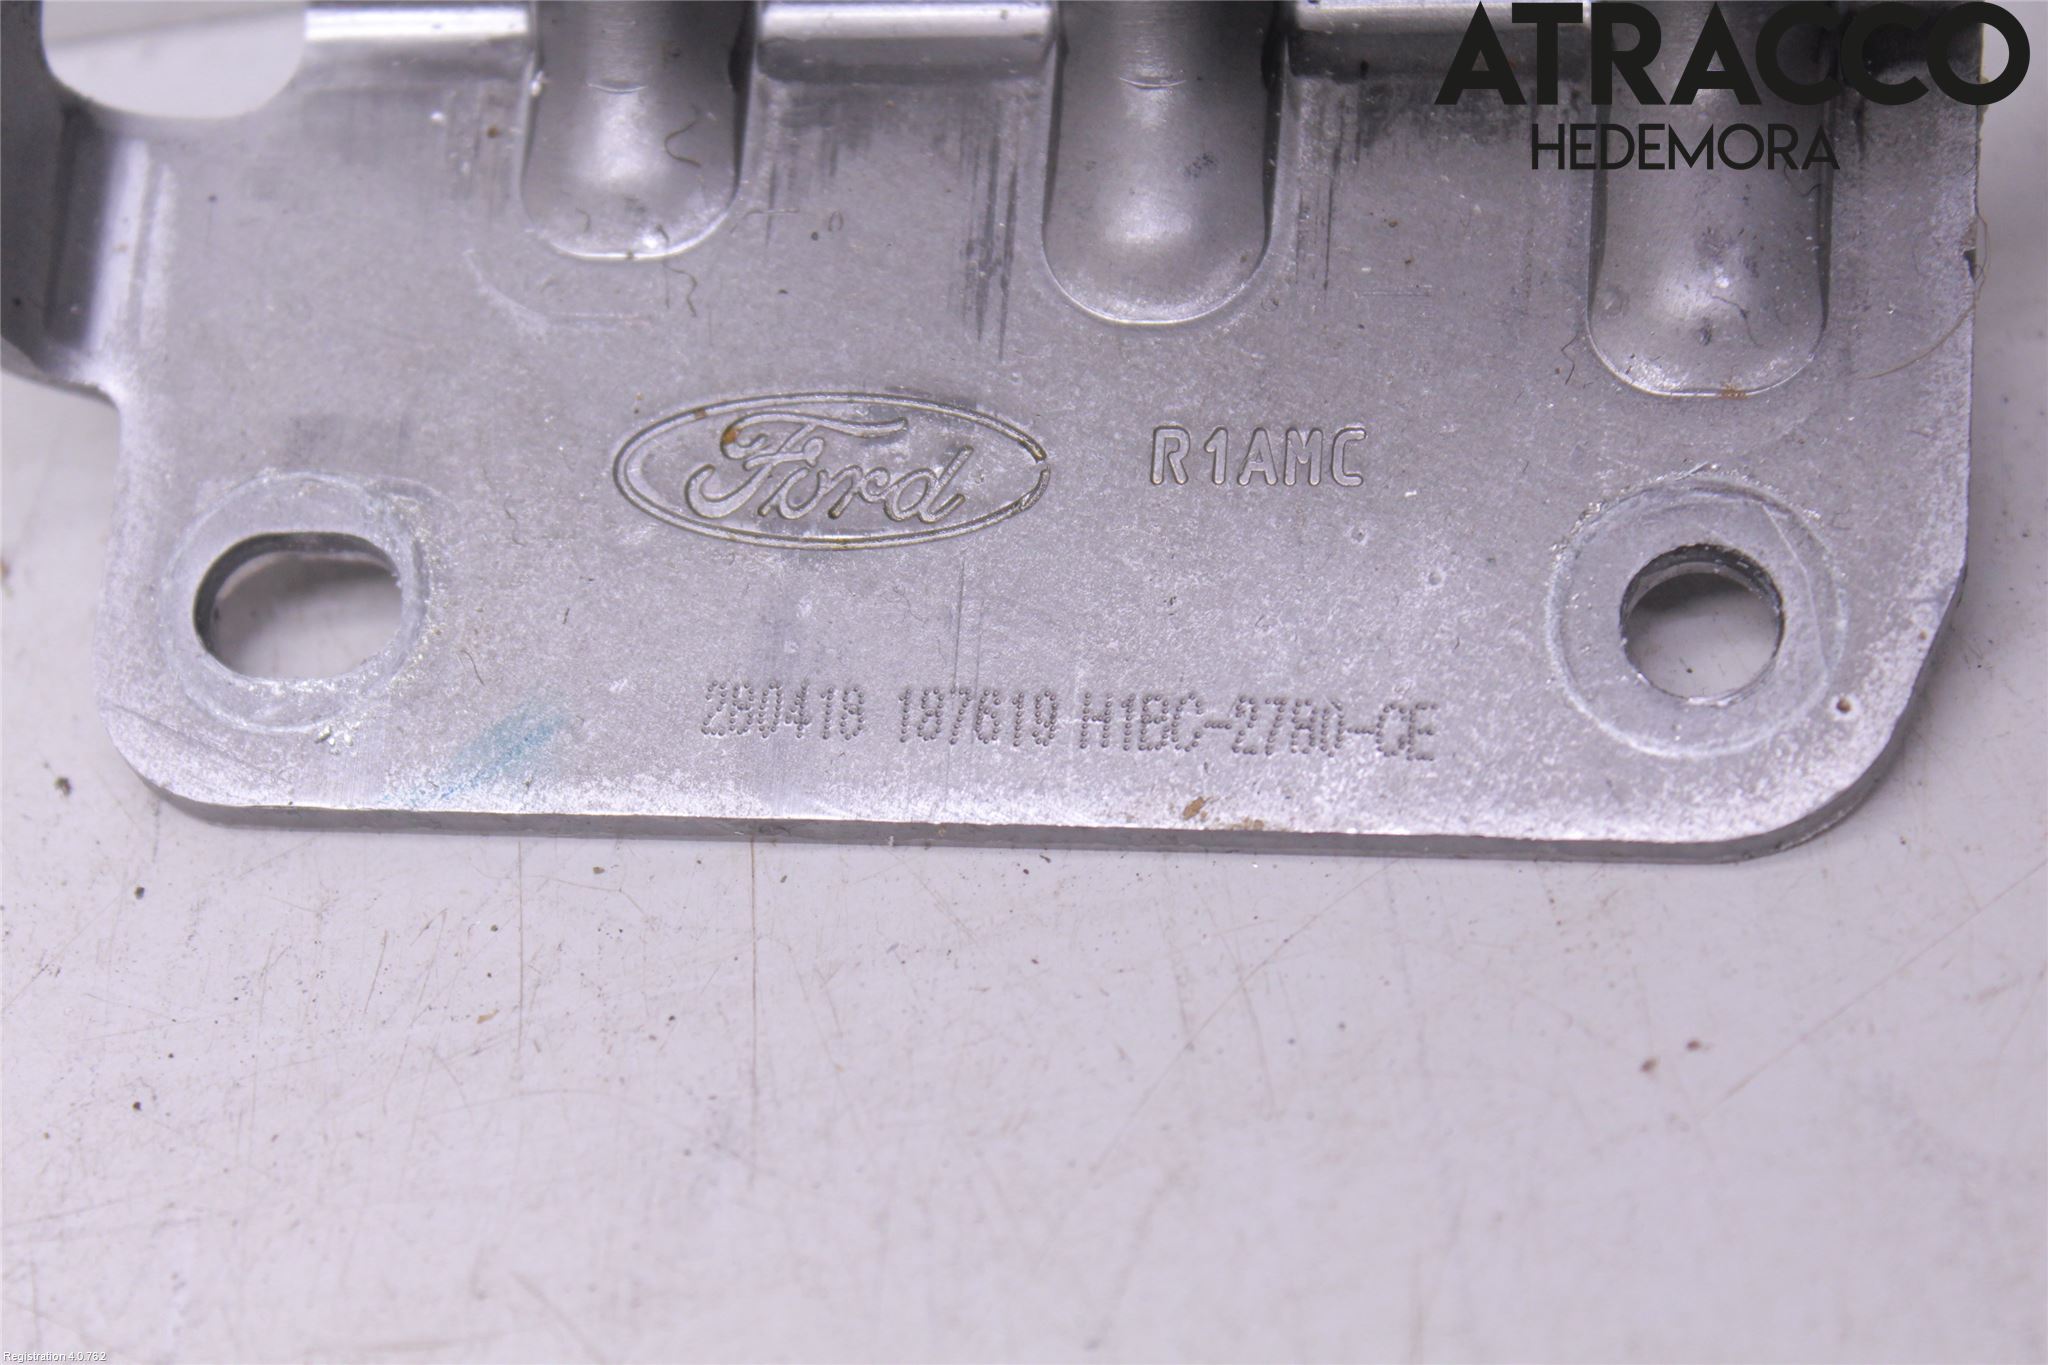 ATRACCO
HEDEMORA
Ford
R1AMC
280418 187619 H1BC-2780-CE
Registration 4.0.762